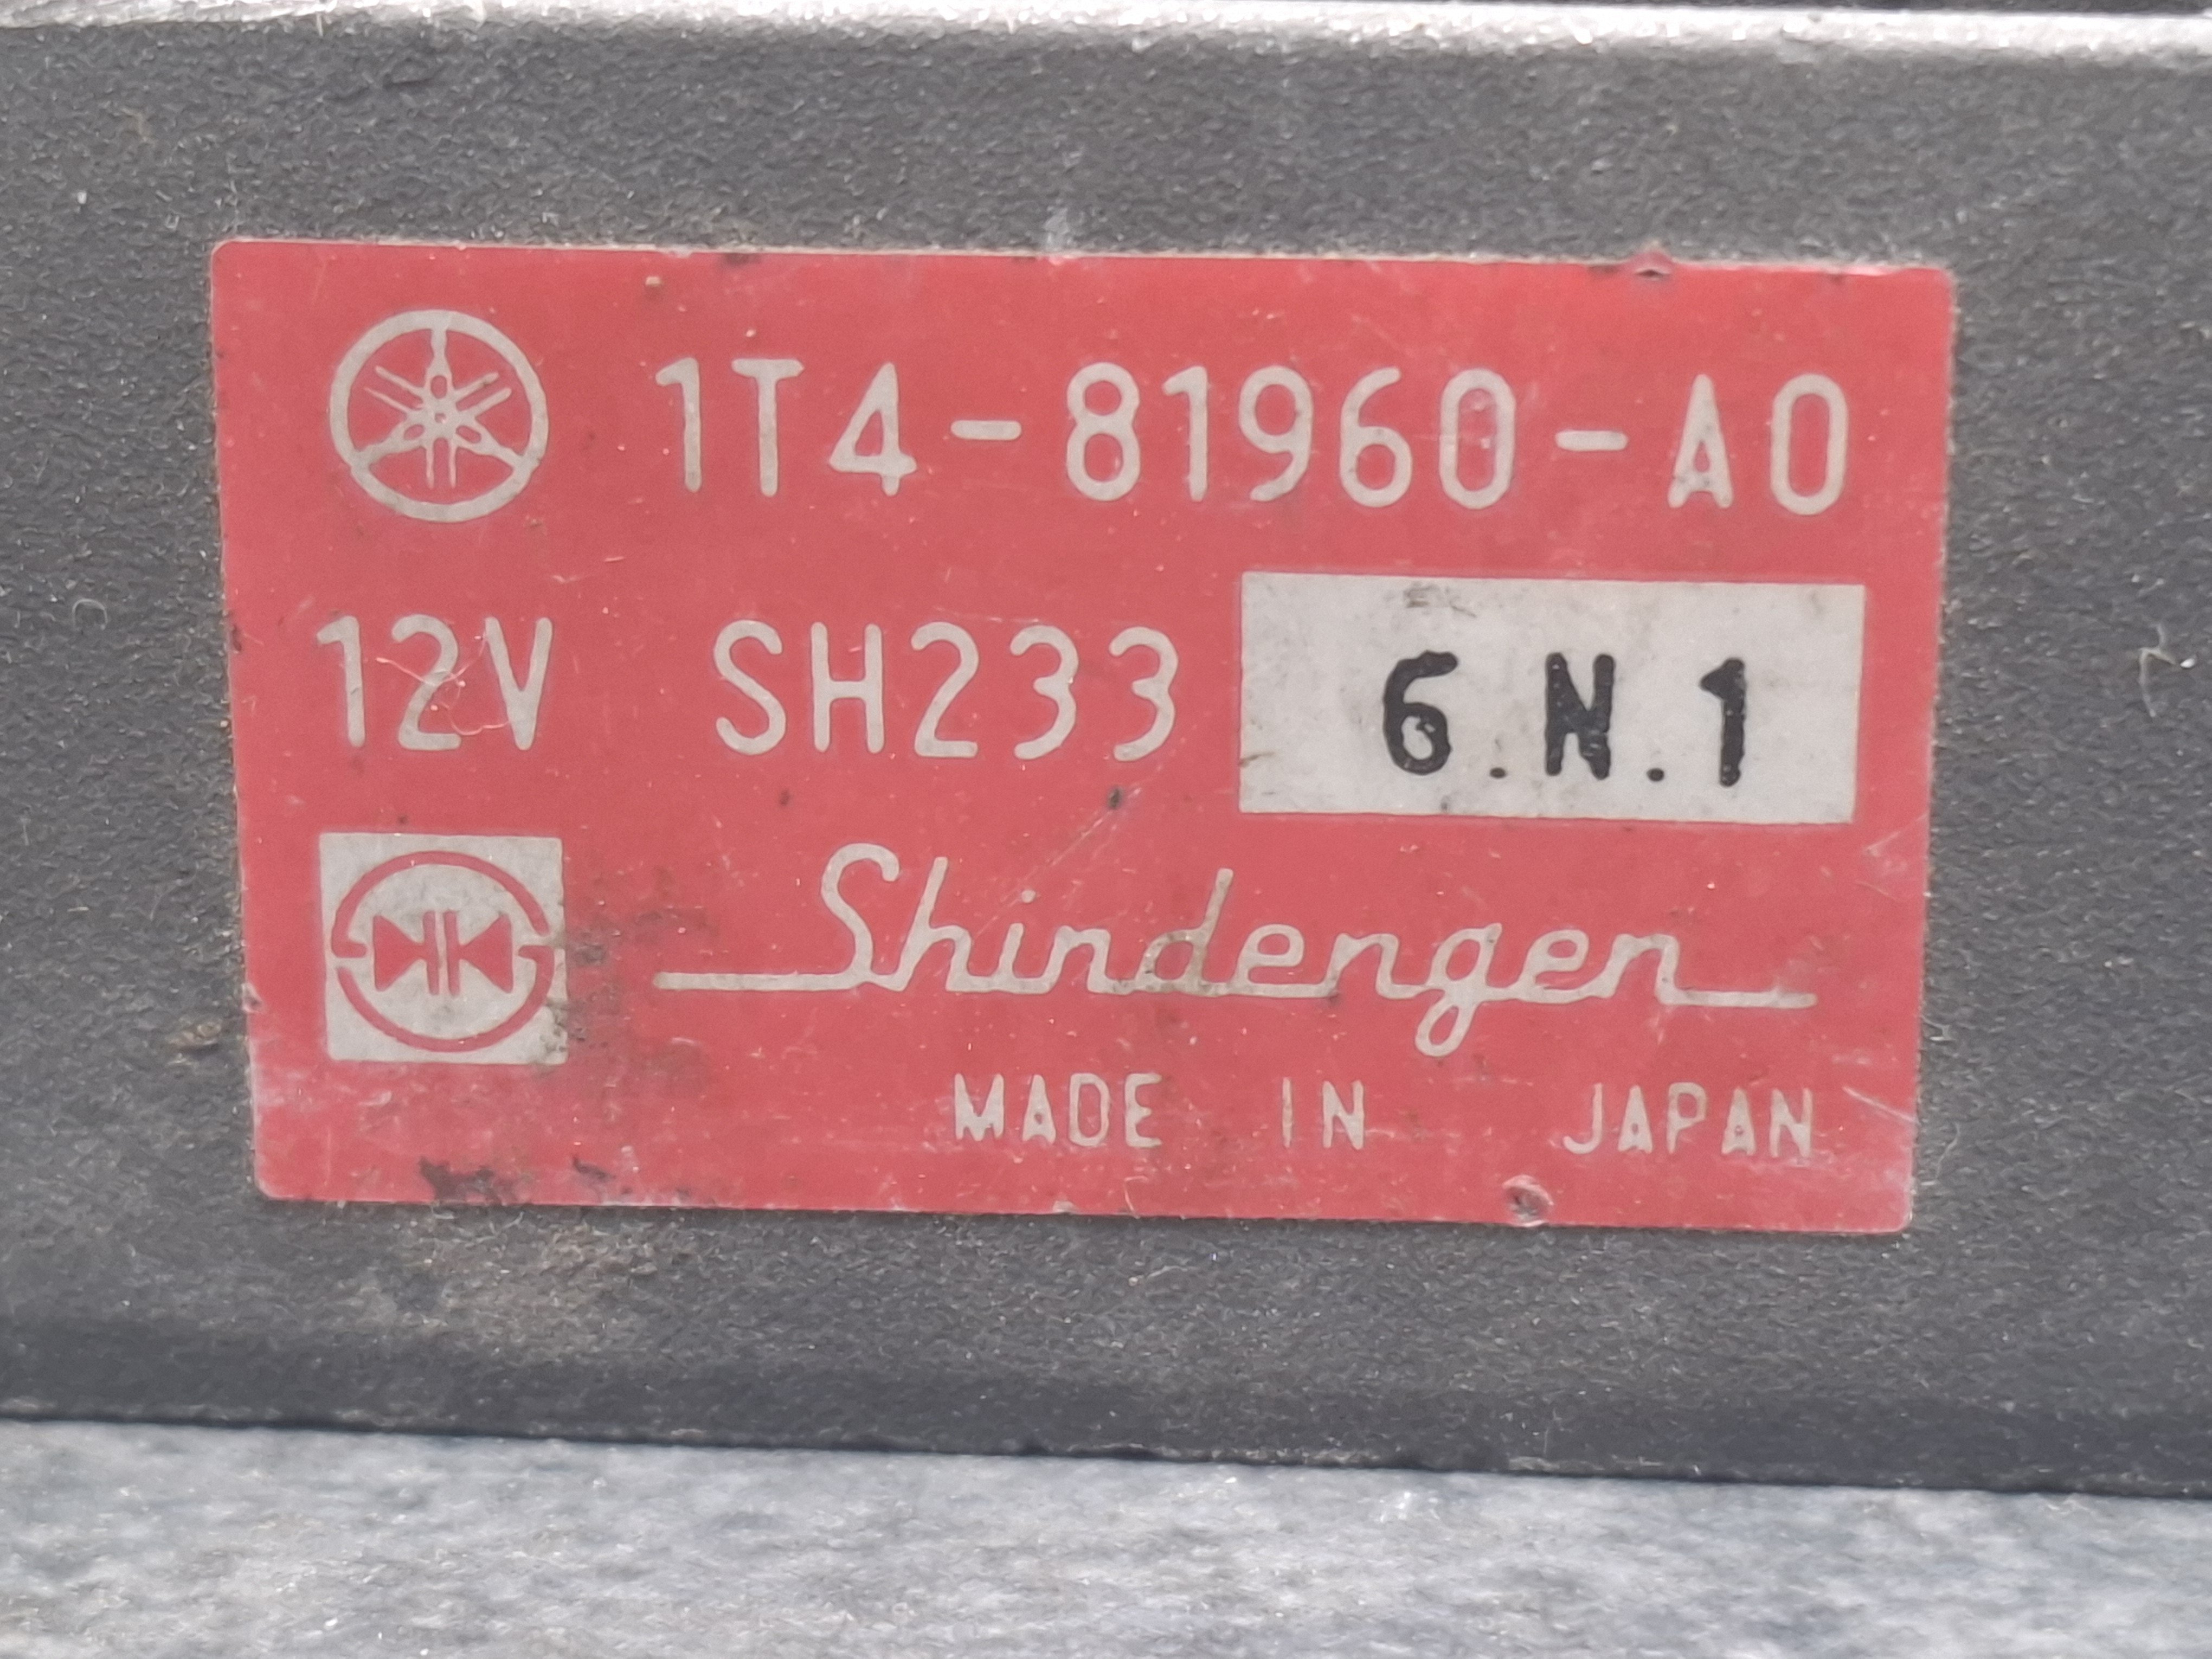 1T4-81960-A0
12V SH233 6.N.1
Shindengen
MADE IN JAPAN